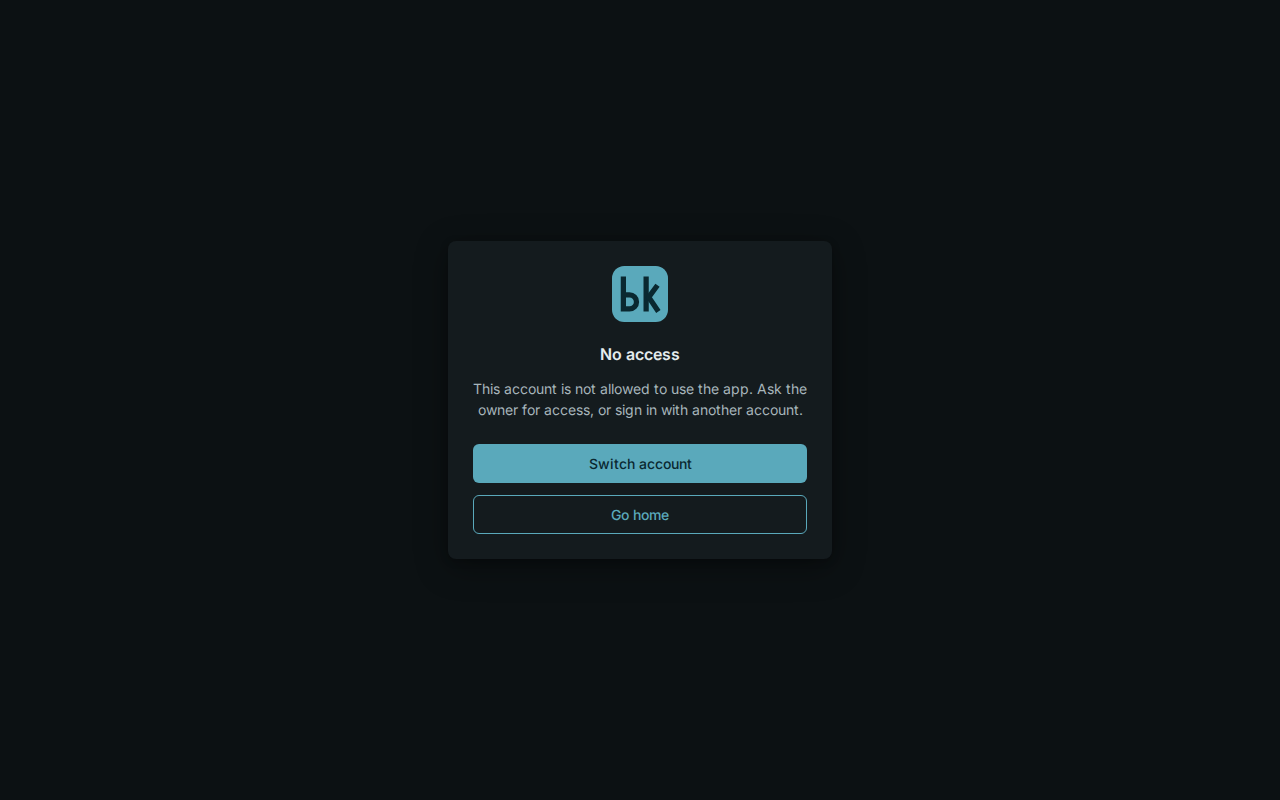 bk
No access
This account is not allowed to use the app. Ask the
owner for access, or sign in with another account.
Switch account
Go home